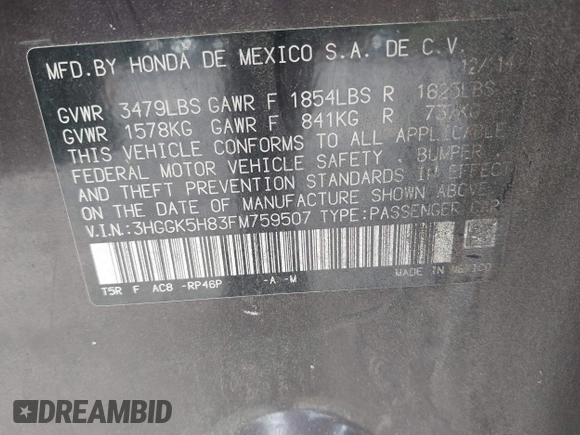 MFD.BY HONDA DE MEXICO S.A. DE C.V.
12/14
GVWR 3479LBS GAWR F 1854LBS R 1625LBS
GVWR 1578KG GAWR F 841KG R 737KG
THIS VEHICLE CONFORMS TO ALL APPLICABLE
FEDERAL MOTOR VEHICLE SAFETY, BUMPER,
AND THEFT PREVENTION STANDARDS IN EFFECT
ON THE DATE OF MANUFACTURE SHOWN ABOVE.
V.I.N.:3HGGK5H83FM759507 TYPE:PASSENGER CAR
MADE IN MEXICO
T5R F AC8 -RP46P -A -M
DREAMBID